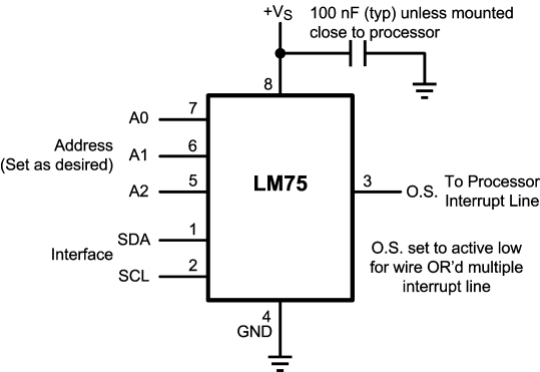 +VS
100 nF (typ) unless mounted
close to processor
8
A0
7
Address
(Set as desired)
A1
6
A2
5
LM75
3
O.S.
To Processor
Interrupt Line
SDA
1
Interface
SCL
2
O.S. set to active low
for wire OR'd multiple
interrupt line
4
GND